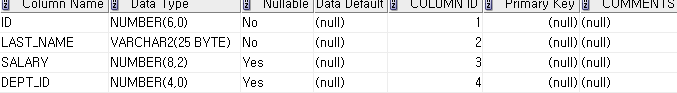 Column Name Data Type Nullable Data Default COLUMN ID Primary Key COMMENTS
ID NUMBER(6,0) No (null) 1 (null) (null)
LAST_NAME VARCHAR2(25 BYTE) No (null) 2 (null) (null)
SALARY NUMBER(8,2) Yes (null) 3 (null) (null)
DEPT_ID NUMBER(4,0) Yes (null) 4 (null) (null)